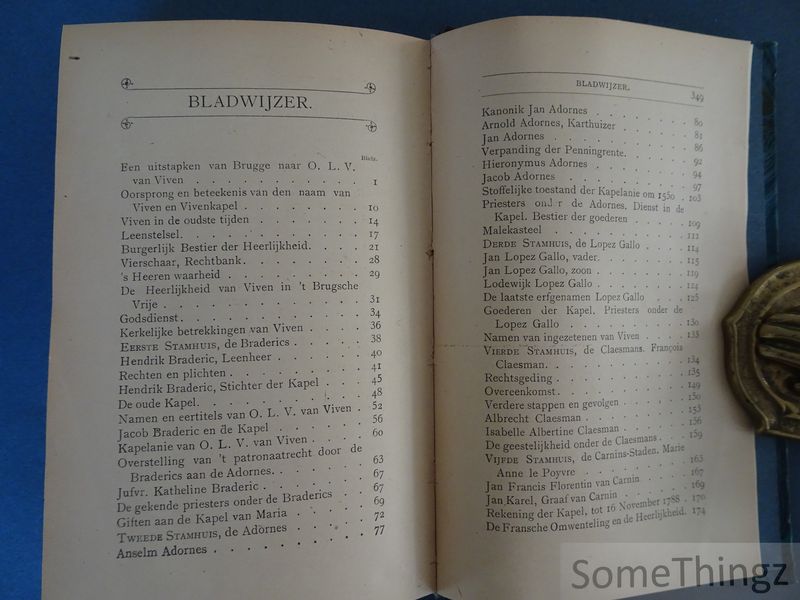 BLADWIJZER.
Bladz.
Een uitstapken van Brugge naar O. L. V.
van Viven . . . . . . . . . . 1
Oorsprong en beteekenis van den naam van
Viven en Vivenkapel . . . . . . . 10
Viven in de oudste tijden . . . . . . 14
Leenstelsel. . . . . . . . . . . 17
Burgerlijk Bestier der Heerlijkheid. . . . 21
Vierschaar, Rechtbank . . . . . . . 28
's Heeren waarheid . . . . . . . . 29
De Heerlijkheid van Viven in 't Brugsche
Vrije . . . . . . . . . . . 31
Godsdienst. . . . . . . . . . . 34
Kerkelijke betrekkingen van Viven . . . . 36
EERSTE STAMHUIS, de Braderics . . . . . 38
Hendrik Braderic, Leenheer . . . . . 40
Rechten en plichten . . . . . . . . 41
Hendrik Braderic, Stichter der Kapel . . . 45
De oude Kapel. . . . . . . . . . 48
Namen en eertitels van O. L. V. van Viven . 52
Jacob Braderic en de Kapel . . . . . 56
Kapelanie van O. L. V. van Viven . . . . 60
Overstelling van 't patronaatrecht door de
Braderics aan de Adornes. . . . . . 63
Jufvr. Katheline Braderic . . . . . . 67
De gekende priesters onder de Braderics . . 67
Giften aan de Kapel van Maria . . . . 69
TWEEDE STAMHUIS, de Adornes . . . . . 72
Anselm Adornes . . . . . . . . . 77
BLADWIJZER.
349
Kanonik Jan Adornes . . . . . . 80
Arnold Adornes, Karthuizer . . . . . 81
Jan Adornes . . . . . . . . . 86
Verpanding der Penningrente. . . . . 92
Hieronymus Adornes . . . . . . . 94
Jacob Adornes . . . . . . . . 97
Stoffelijke toestand der Kapelanie om 1550 . 103
Priesters onder de Adornes. Dienst in de
Kapel. Bestier der goederen . . . . 109
Malekasteel . . . . . . . . . 111
DERDE STAMHUIS, de Lopez Gallo . . . . 114
Jan Lopez Gallo, vader. . . . . . . 115
Jan Lopez Gallo, zoon . . . . . . . 119
Lodewijk Lopez Gallo . . . . . . . 124
De laatste erfgenamen Lopez Gallo . . . 125
Goederen der Kapel. Priesters onder de
Lopez Gallo . . . . . . . . 130
Namen van ingezetenen van Viven . . . 133
VIERDE STAMHUIS, de Claesmans. François
Claesman. . . . . . . . . . 134
Rechtsgeding . . . . . . . . . 135
Overeenkomst. . . . . . . . . 149
Verdere stappen en gevolgen . . . . . 150
Albrecht Claesman . . . . . . . 153
Isabelle Albertine Claesman . . . . . 156
De geestelijkheid onder de Claesmans. . . 159
VIJFDE STAMHUIS, de Carnins-Staden. Marie
Anne le Poyvre . . . . . . . 163
Jan Francis Florentin van Carnin . . . 167
Jan Karel, Graaf van Carnin . . . . . 169
Rekening der Kapel, tot 16 November 1788 . 170
De Fransche Omwenteling en de Heerlijkheid. 174
SomeThingz